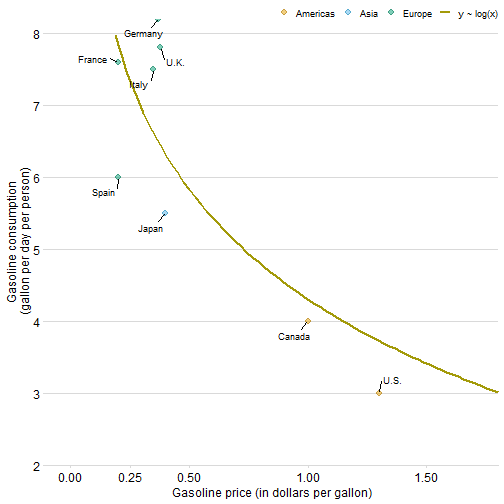 Americas Asia Europe y ~ log(x)
8
Germany
France
U.K.
Italy
7
6
Spain
Japan
5
4
Canada
U.S.
3
2
Gasoline consumption
(gallon per day per person)
0.00 0.25 0.50 1.00 1.50
Gasoline price (in dollars per gallon)